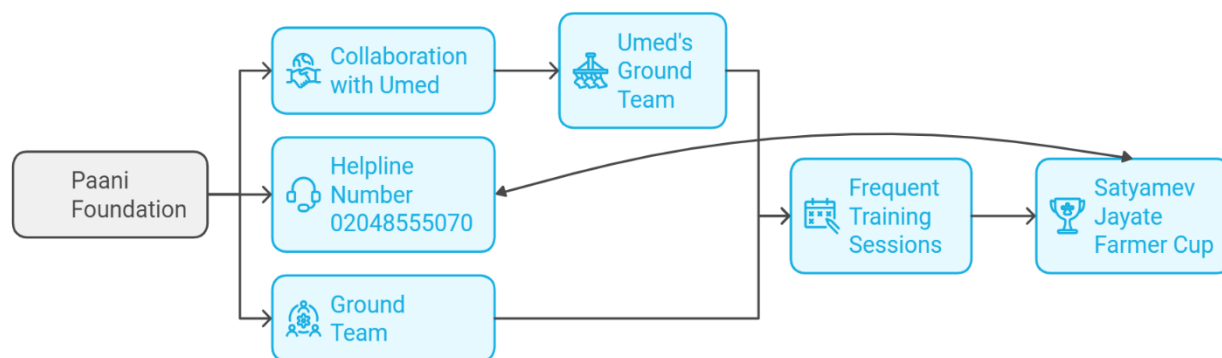 Paani
Foundation
Collaboration
with Umed
Umed's
Ground
Team
Helpline
Number
02048555070
Ground
Team
Frequent
Training
Sessions
Satyamev
Jayate
Farmer Cup